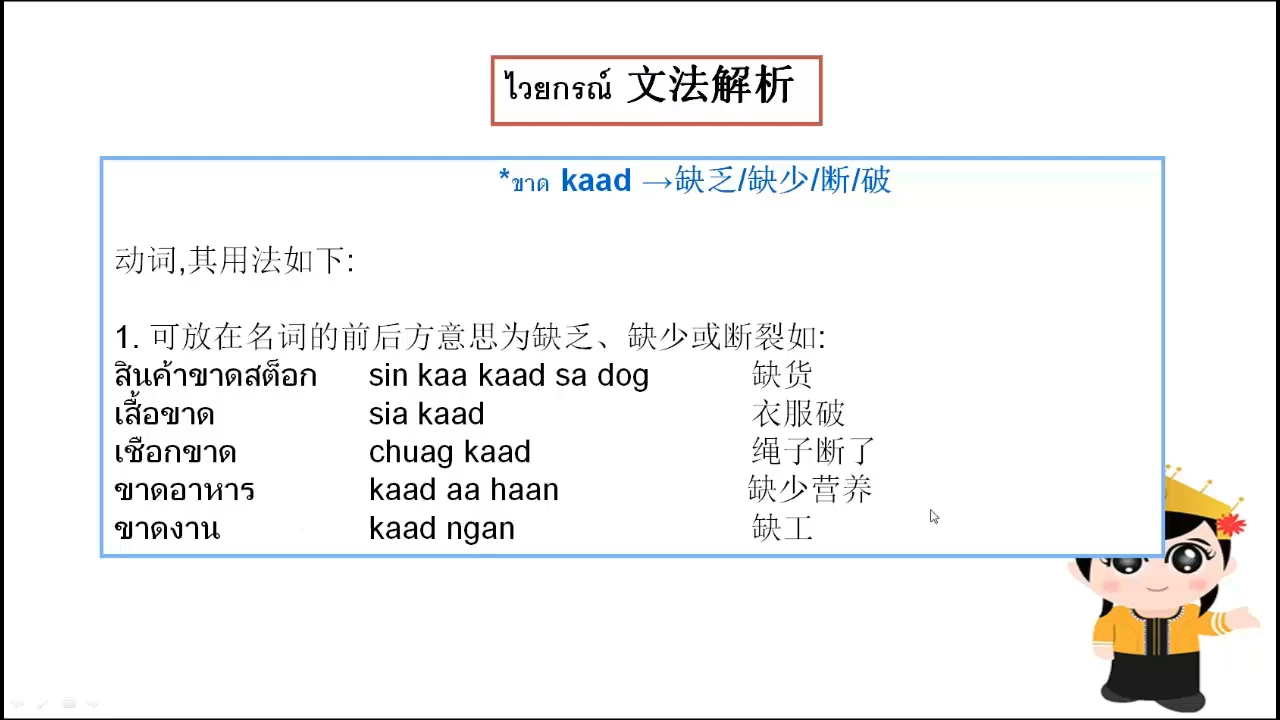 ไวยกรณ์ 文法解析
*ขาด kaad →缺乏/缺少/断/破
动词,其用法如下:
1. 可放在名词的前后方意思为缺乏、缺少或断裂如:
สินค้าขาดสต็อก sin kaa kaad sa dog 缺货
เสื้อขาด sia kaad 衣服破
เชือกขาด chuag kaad 绳子断了
ขาดอาหาร kaad aa haan 缺少营养
ขาดงาน kaad ngan 缺工